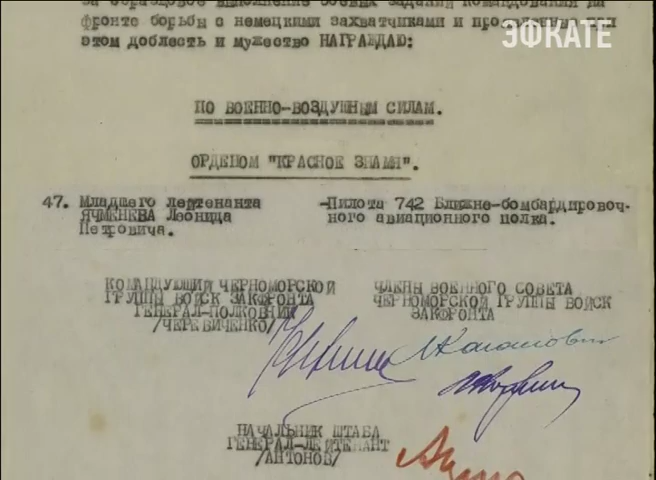 за образцовое выполнение боевых заданий командования на
фронте борьбы с немецкими захватчиками и при
ЭФКАТЕ
этом доблесть и мужество НАГРАЖДАЮ:
ПО ВОЕННО-ВОЗДУШНЫМ СИЛАМ.
ОРДЕНОМ "КРАСНОЕ ЗНАМЯ".
47. Младшего лейтенанта -Пилота 742 Ближне-бомбардировоч-
ЯЧМЕНЕВА Леонида ного авиационного полка.
Петровича.
КОМАНДУЮЩИЙ ЧЕРНОМОРСКОЙ
ГРУППЫ ВОЙСК ЗАКФРОНТА
ГЕНЕРАЛ-ПОЛКОВНИК
/ЧЕРЕВИЧЕНКО/
ЧЛЕНЫ ВОЕННОГО СОВЕТА
ЧЕРНОМОРСКОЙ ГРУППЫ ВОЙСК
ЗАКФРОНТА
НАЧАЛЬНИК ШТАБА
ГЕНЕРАЛ-ЛЕЙТЕНАНТ
/АНТОНОВ/